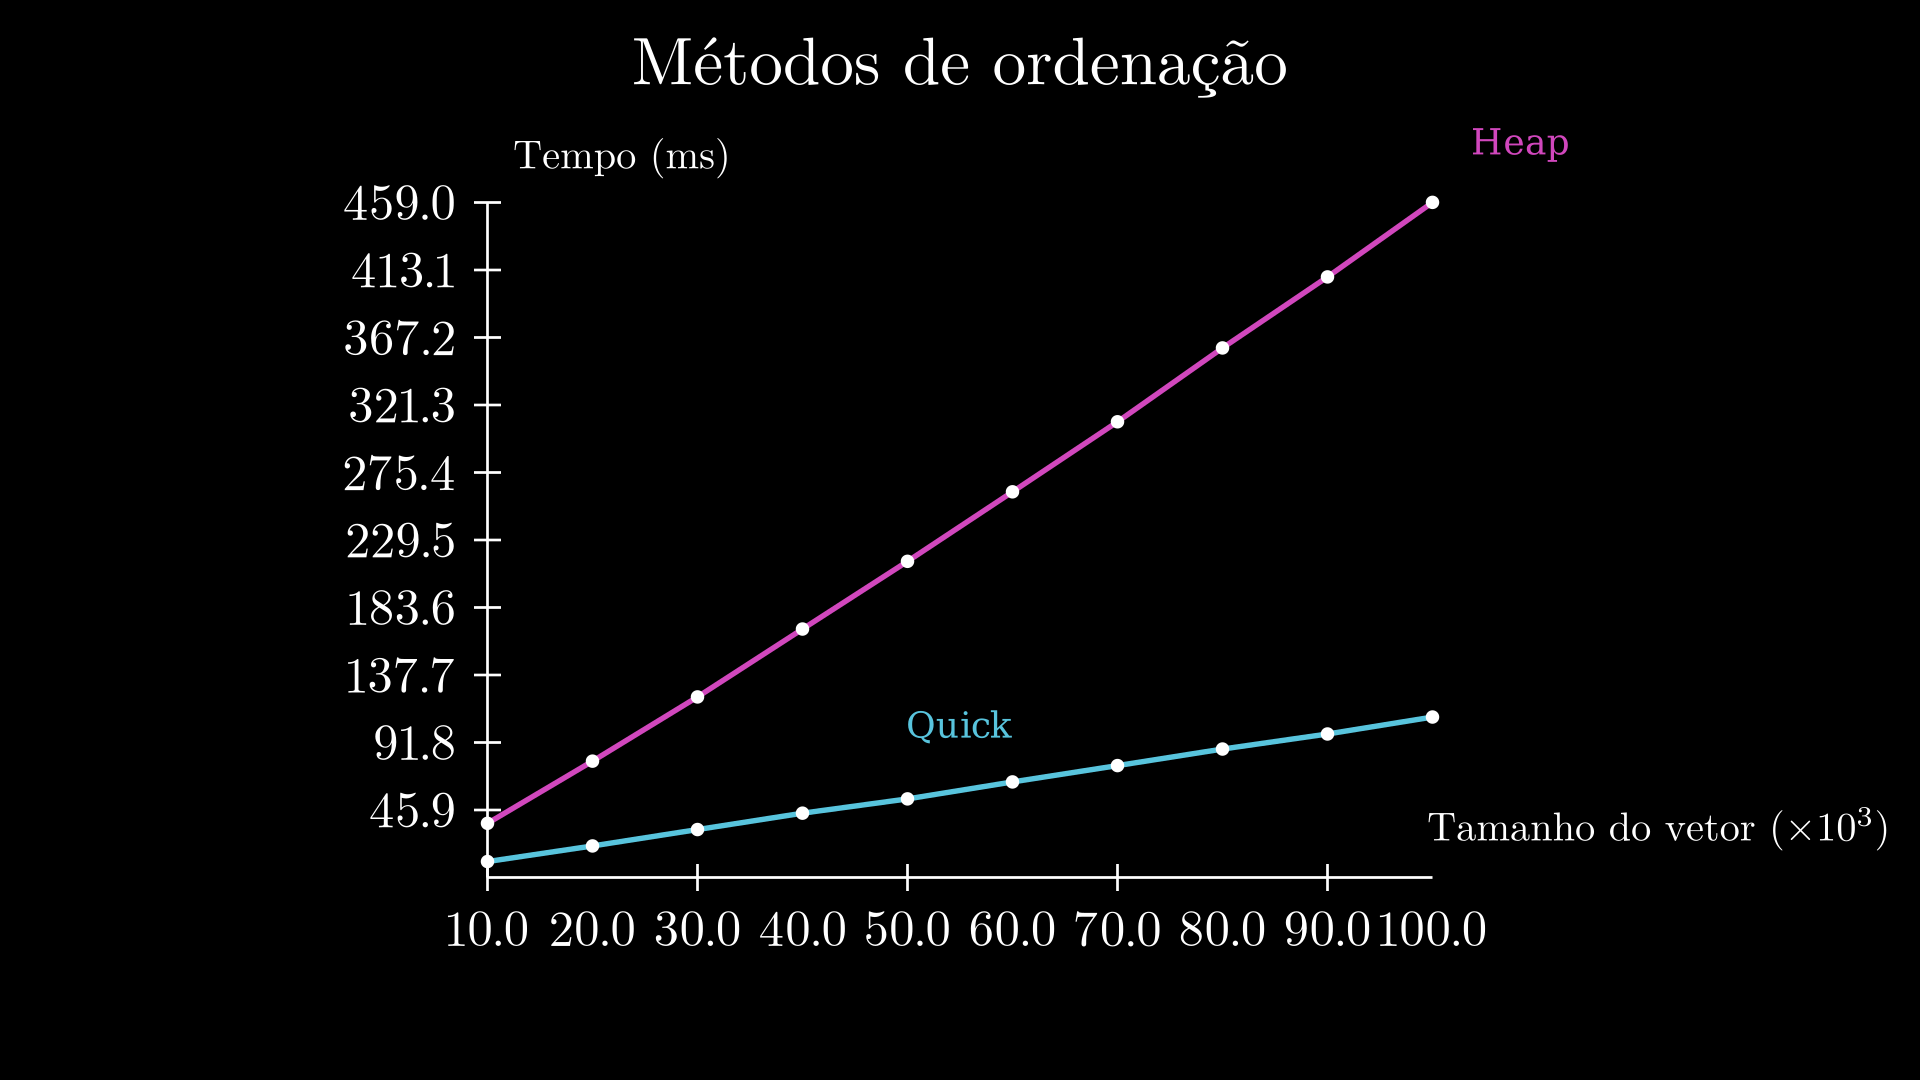 Métodos de ordenação
Heap
Tempo (ms)
459.0
413.1
367.2
321.3
275.4
229.5
183.6
137.7
91.8
45.9
Quick
Tamanho do vetor (×10³)
10.0 20.0 30.0 40.0 50.0 60.0 70.0 80.0 90.0 100.0